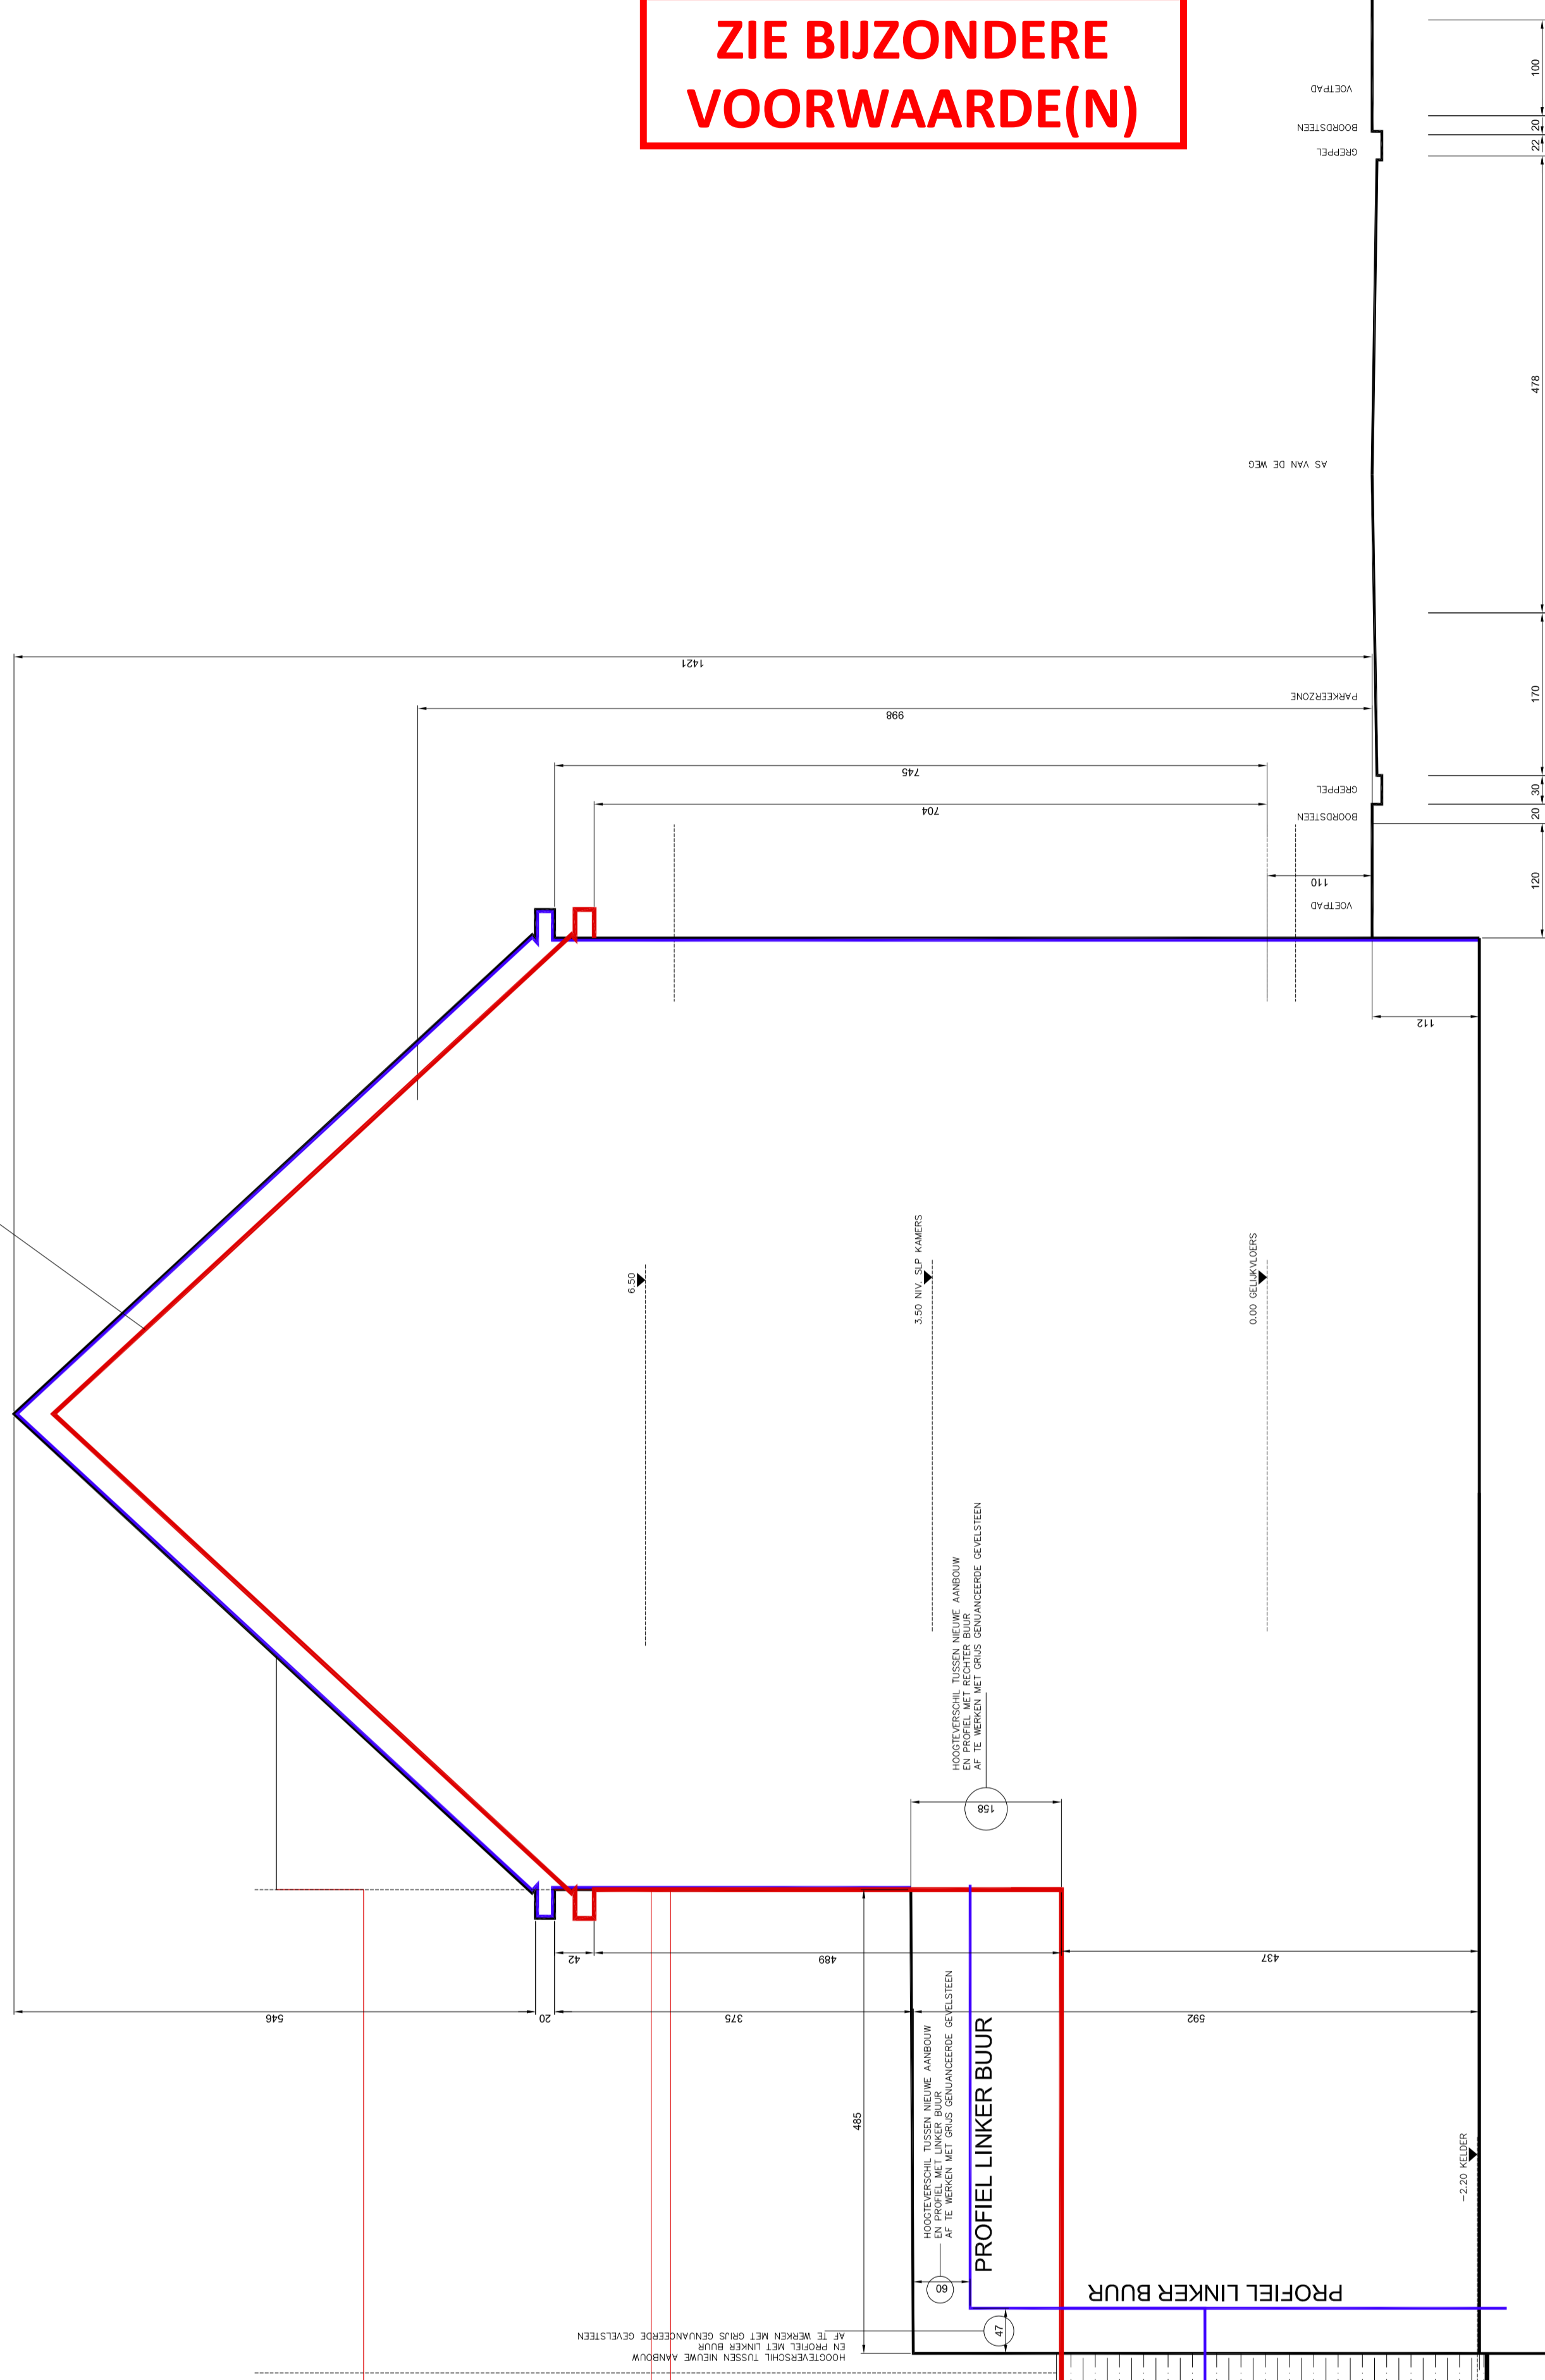 ZIE BIJZONDERE
VOORWAARDE(N)
VOETPAD
BOORDSTEEN
GREPPEL
100
20
22
478
AS VAN DE WEG
1421
PARKEERZONE
170
998
745
GREPPEL
30
704
BOORDSTEEN
20
110
VOETPAD
120
112
6.50
3.50 NIV. SLP KAMERS
0.00 GELIJKVLOERS
HOOGTEVERSCHIL TUSSEN NIEUWE AANBOUW
EN PROFIEL MET RECHTER BUUR
AF TE WERKEN MET GRIJS GENUANCEERDE GEVELSTEEN
158
42
489
437
546
20
375
592
485
HOOGTEVERSCHIL TUSSEN NIEUWE AANBOUW
EN PROFIEL MET LINKER BUUR
AF TE WERKEN MET GRIJS GENUANCEERDE GEVELSTEEN
60
PROFIEL LINKER BUUR
-2.20 KELDER
PROFIEL LINKER BUUR
47
HOOGTEVERSCHIL TUSSEN NIEUWE AANBOUW
EN PROFIEL MET LINKER BUUR
AF TE WERKEN MET GRIJS GENUANCEERDE GEVELSTEEN